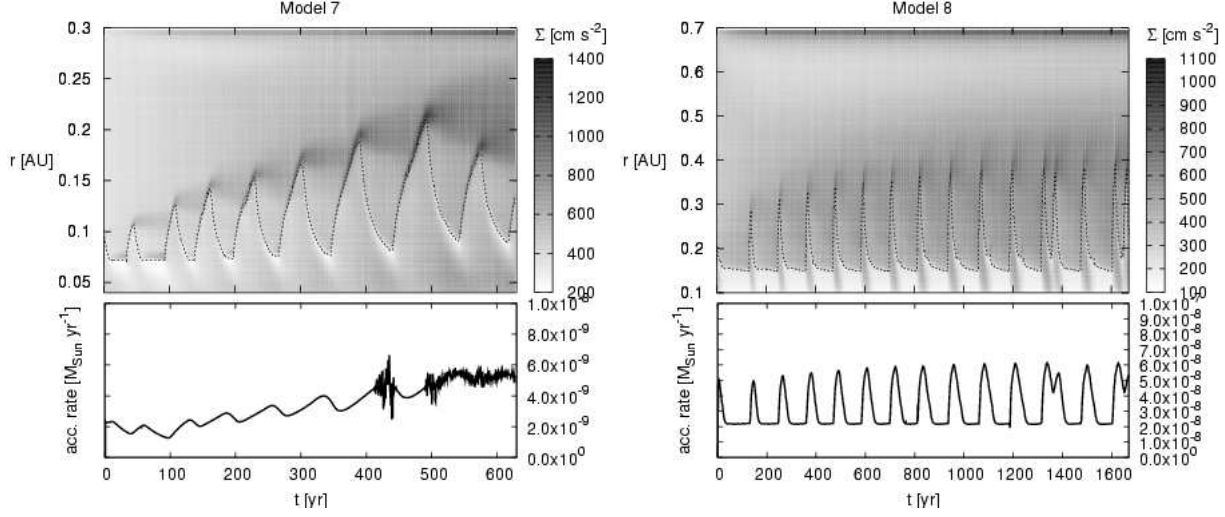 Model 7
Model 8
0.3
0.25
0.2
0.15
0.1
0.05
r [AU]
Σ [cm s⁻²]
1400
1200
1000
800
600
400
200
0.7
0.6
0.5
0.4
0.3
0.2
0.1
r [AU]
Σ [cm s⁻²]
1100
1000
900
800
700
600
500
400
300
200
100
acc. rate [M_Sun yr⁻¹]
1.0x10⁻⁸
8.0x10⁻⁹
6.0x10⁻⁹
4.0x10⁻⁹
2.0x10⁻⁹
0.0x10⁰
0 100 200 300 400 500 600
t [yr]
acc. rate [M_Sun yr⁻¹]
1.0x10⁻⁷
9.0x10⁻⁸
8.0x10⁻⁸
7.0x10⁻⁸
6.0x10⁻⁸
5.0x10⁻⁸
4.0x10⁻⁸
3.0x10⁻⁸
2.0x10⁻⁸
1.0x10⁻⁸
0.0x10⁰
0 200 400 600 800 1000 1200 1400 1600
t [yr]